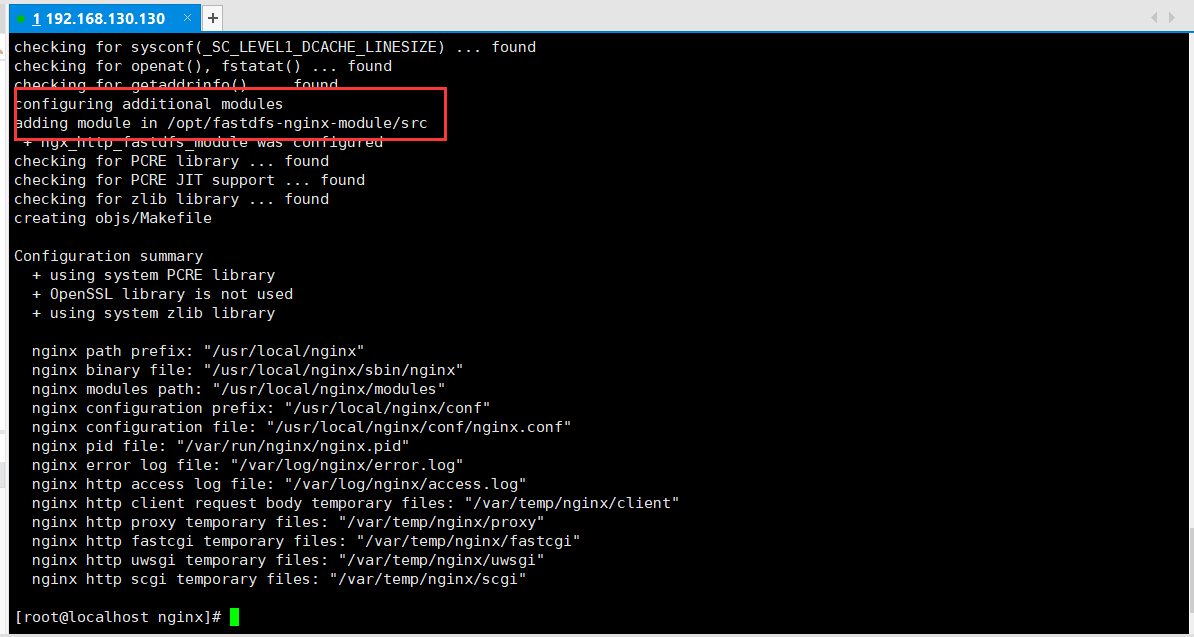 1 192.168.130.130 × +
checking for sysconf(_SC_LEVEL1_DCACHE_LINESIZE) ... found
checking for openat(), fstatat() ... found
checking for getaddrinfo() ... found
configuring additional modules
adding module in /opt/fastdfs-nginx-module/src
 + ngx_http_fastdfs_module was configured
checking for PCRE library ... found
checking for PCRE JIT support ... found
checking for zlib library ... found
creating objs/Makefile
Configuration summary
  + using system PCRE library
  + OpenSSL library is not used
  + using system zlib library
  nginx path prefix: "/usr/local/nginx"
  nginx binary file: "/usr/local/nginx/sbin/nginx"
  nginx modules path: "/usr/local/nginx/modules"
  nginx configuration prefix: "/usr/local/nginx/conf"
  nginx configuration file: "/usr/local/nginx/conf/nginx.conf"
  nginx pid file: "/var/run/nginx/nginx.pid"
  nginx error log file: "/var/log/nginx/error.log"
  nginx http access log file: "/var/log/nginx/access.log"
  nginx http client request body temporary files: "/var/temp/nginx/client"
  nginx http proxy temporary files: "/var/temp/nginx/proxy"
  nginx http fastcgi temporary files: "/var/temp/nginx/fastcgi"
  nginx http uwsgi temporary files: "/var/temp/nginx/uwsgi"
  nginx http scgi temporary files: "/var/temp/nginx/scgi"
[root@localhost nginx]#